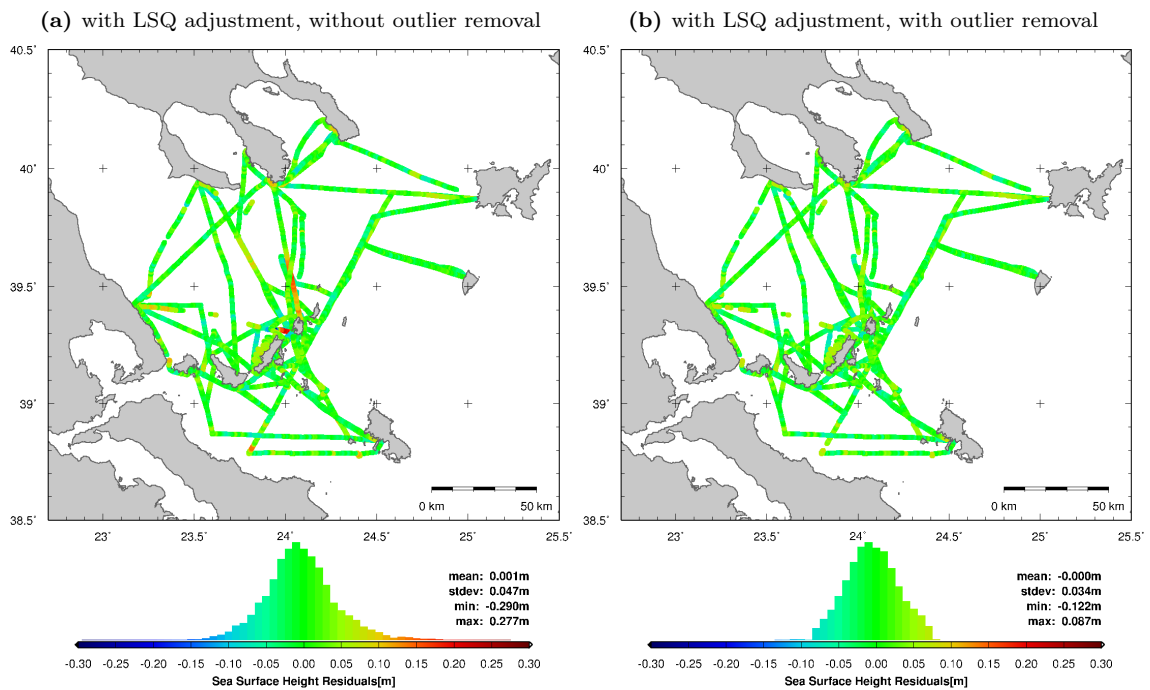 (a) with LSQ adjustment, without outlier removal
(b) with LSQ adjustment, with outlier removal
40.5'
40'
39.5'
39'
38.5'
0 km 50 km
23' 23.5' 24' 24.5' 25' 25.5'
mean: 0.001m
stdev: 0.047m
min: -0.290m
max: 0.277m
-0.30 -0.25 -0.20 -0.15 -0.10 -0.05 0.00 0.05 0.10 0.15 0.20 0.25 0.30
Sea Surface Height Residuals[m]
40.5'
40'
39.5'
39'
38.5'
0 km 50 km
23' 23.5' 24' 24.5' 25' 25.5'
mean: -0.000m
stdev: 0.034m
min: -0.122m
max: 0.087m
-0.30 -0.25 -0.20 -0.15 -0.10 -0.05 0.00 0.05 0.10 0.15 0.20 0.25 0.30
Sea Surface Height Residuals[m]